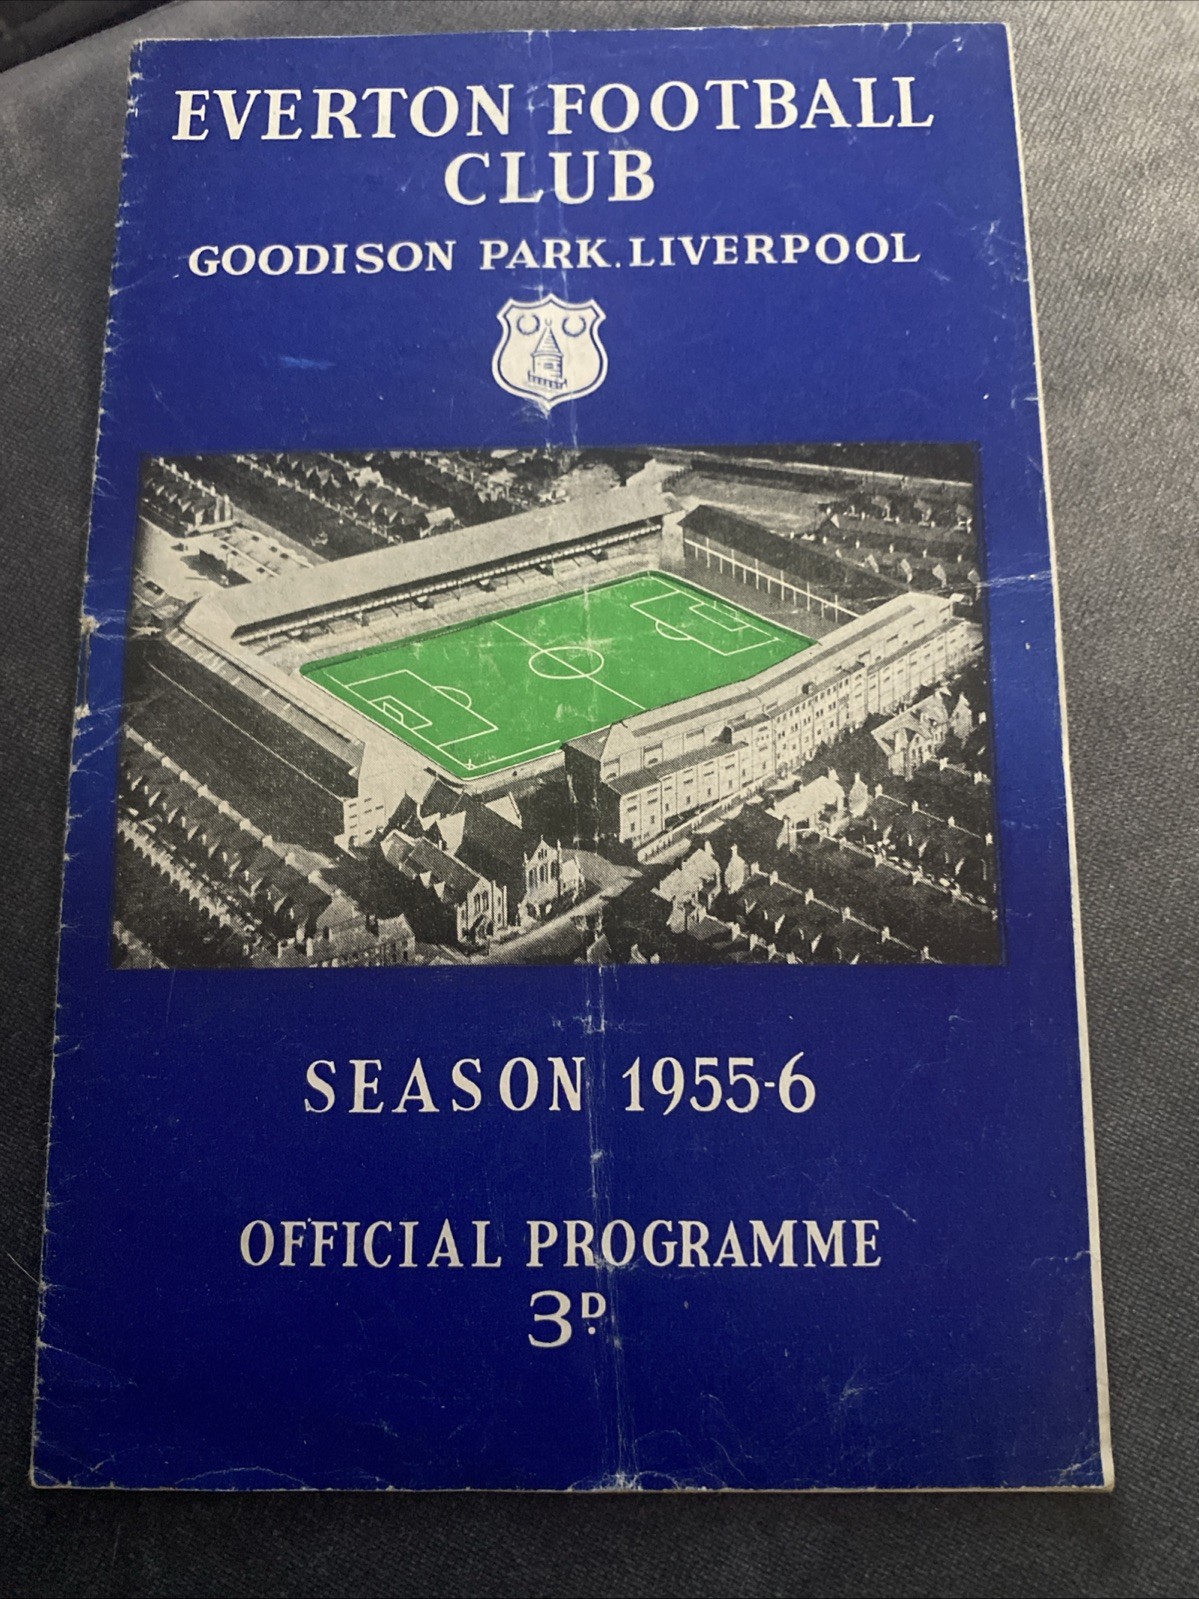 EVERTON FOOTBALL
CLUB
GOODISON PARK. LIVERPOOL
SEASON 1955-6
OFFICIAL PROGRAMME
3D.